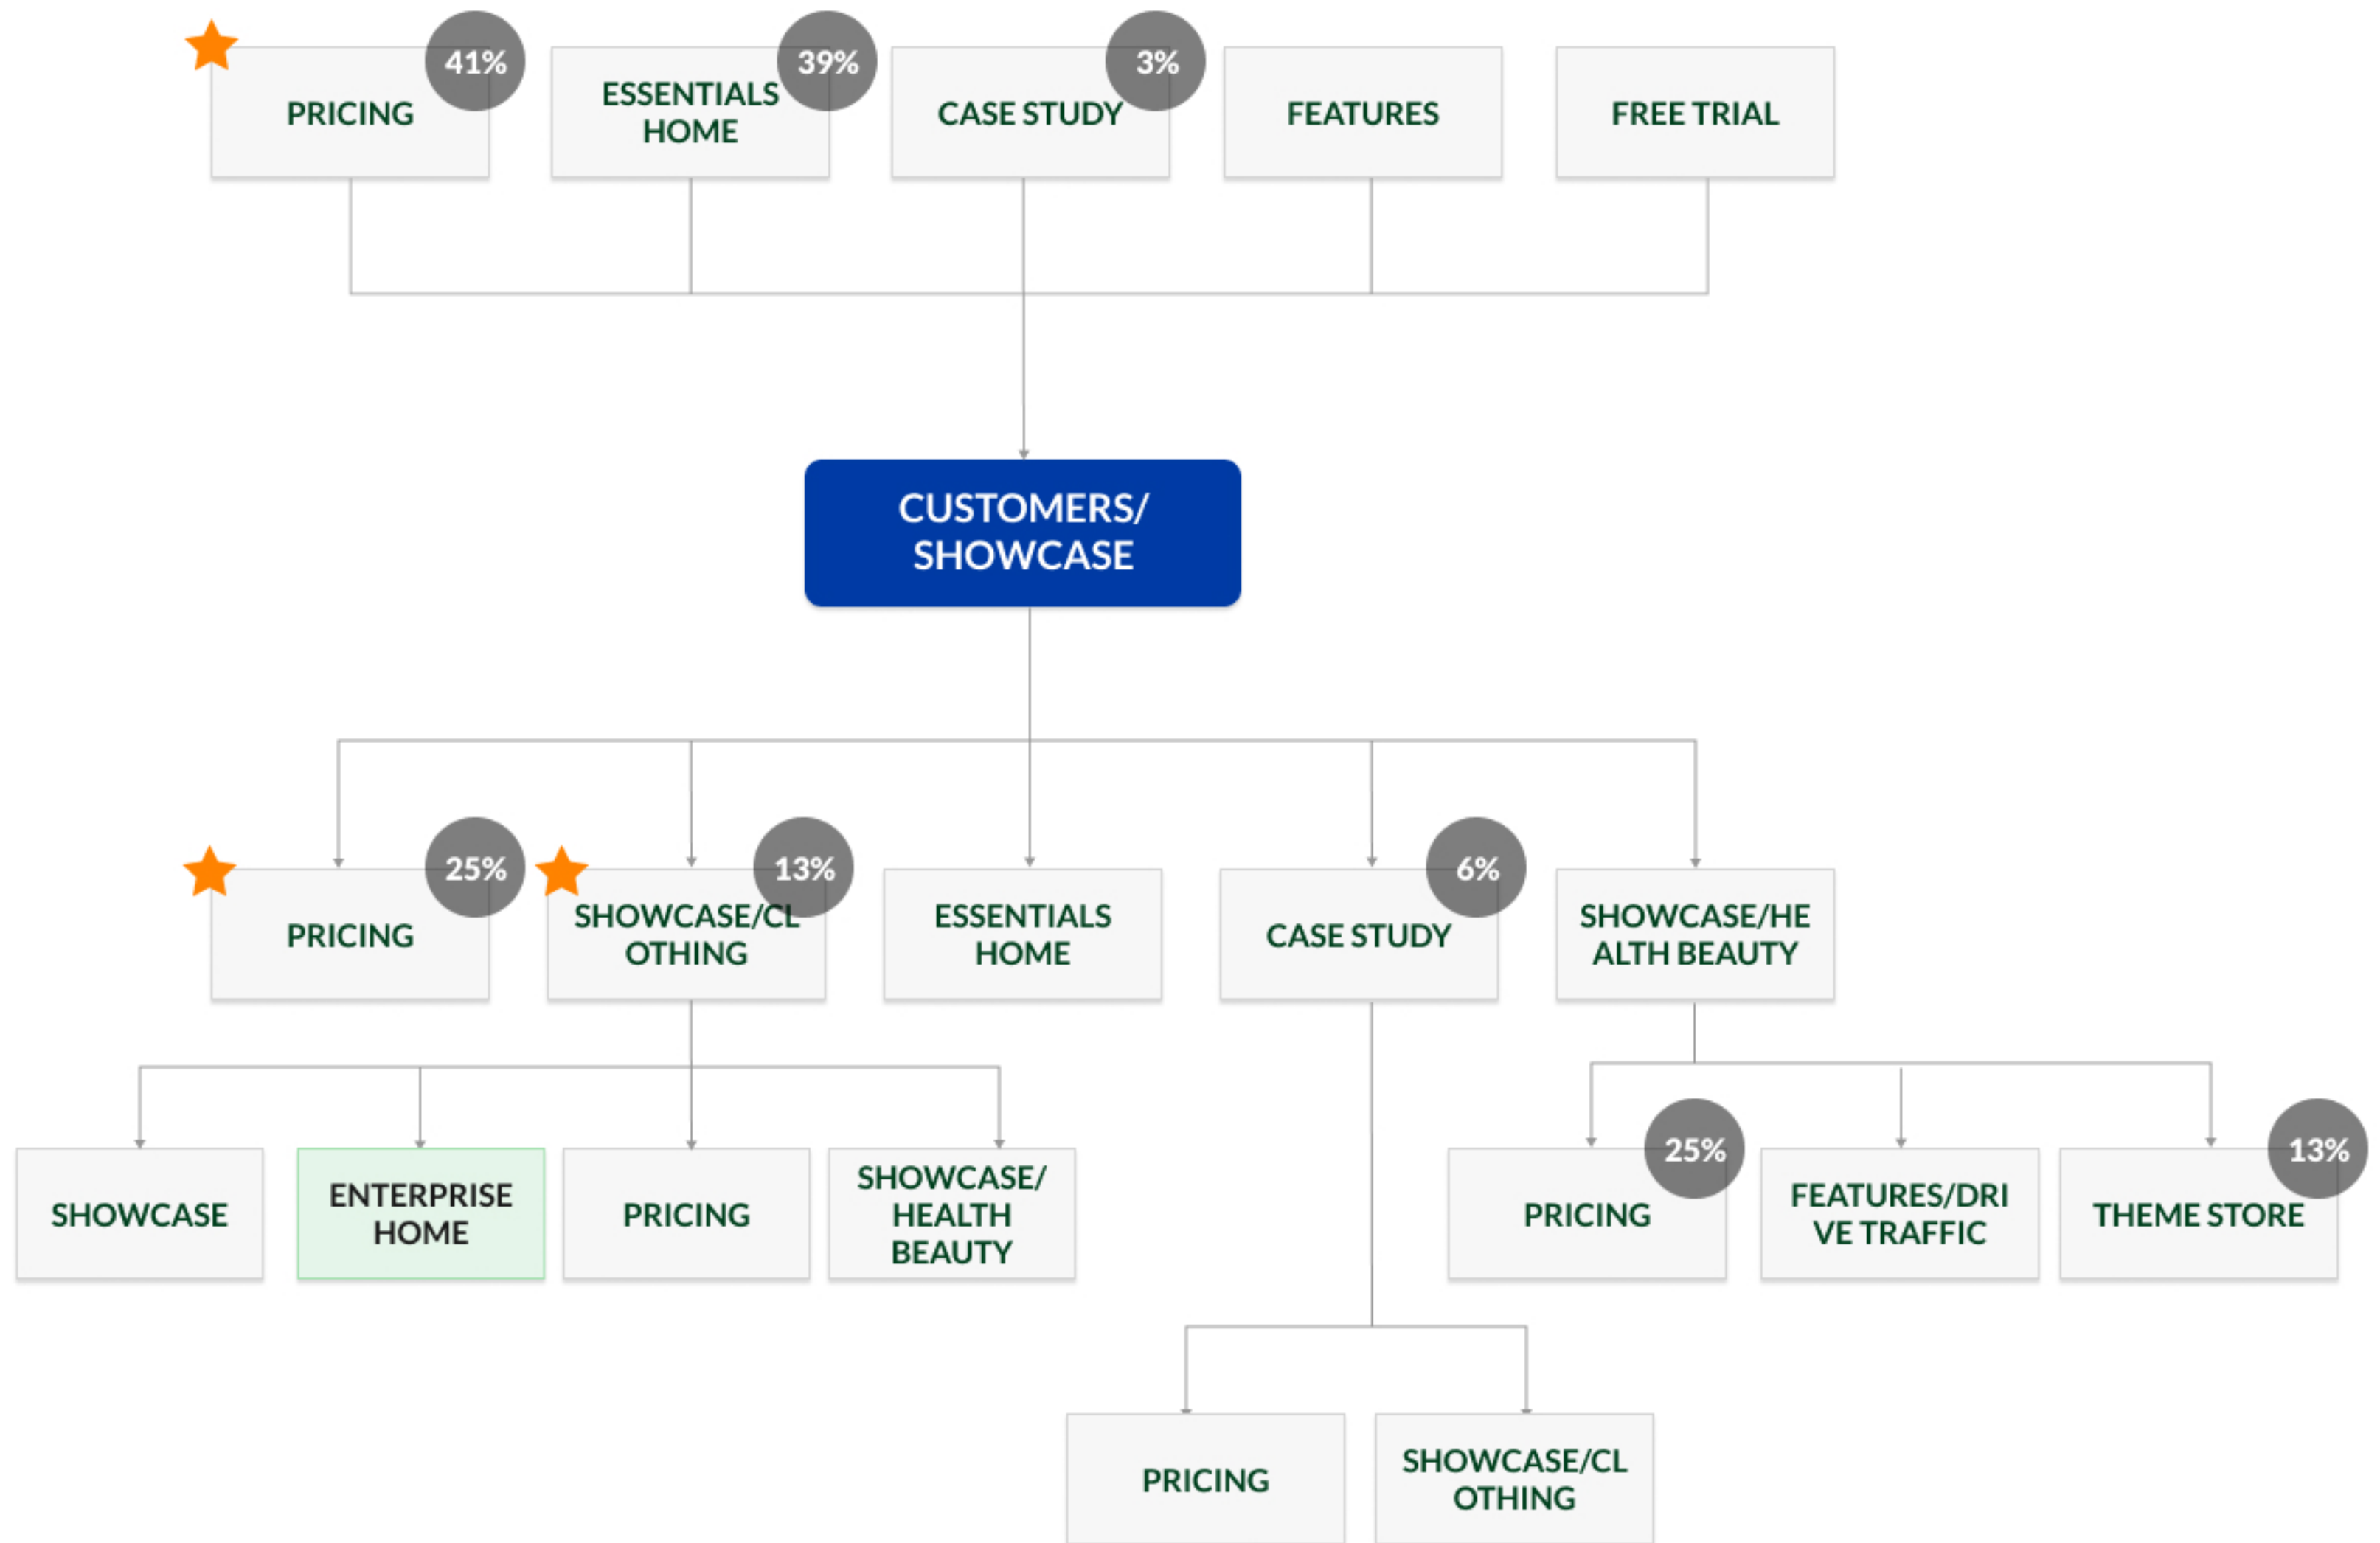 41%
39%
3%
PRICING
ESSENTIALS
HOME
CASE STUDY
FEATURES
FREE TRIAL
CUSTOMERS/
SHOWCASE
25%
13%
6%
PRICING
SHOWCASE/CL
OTHING
ESSENTIALS
HOME
CASE STUDY
SHOWCASE/HE
ALTH BEAUTY
25%
13%
SHOWCASE
ENTERPRISE
HOME
PRICING
SHOWCASE/
HEALTH
BEAUTY
PRICING
FEATURES/DRI
VE TRAFFIC
THEME STORE
PRICING
SHOWCASE/CL
OTHING